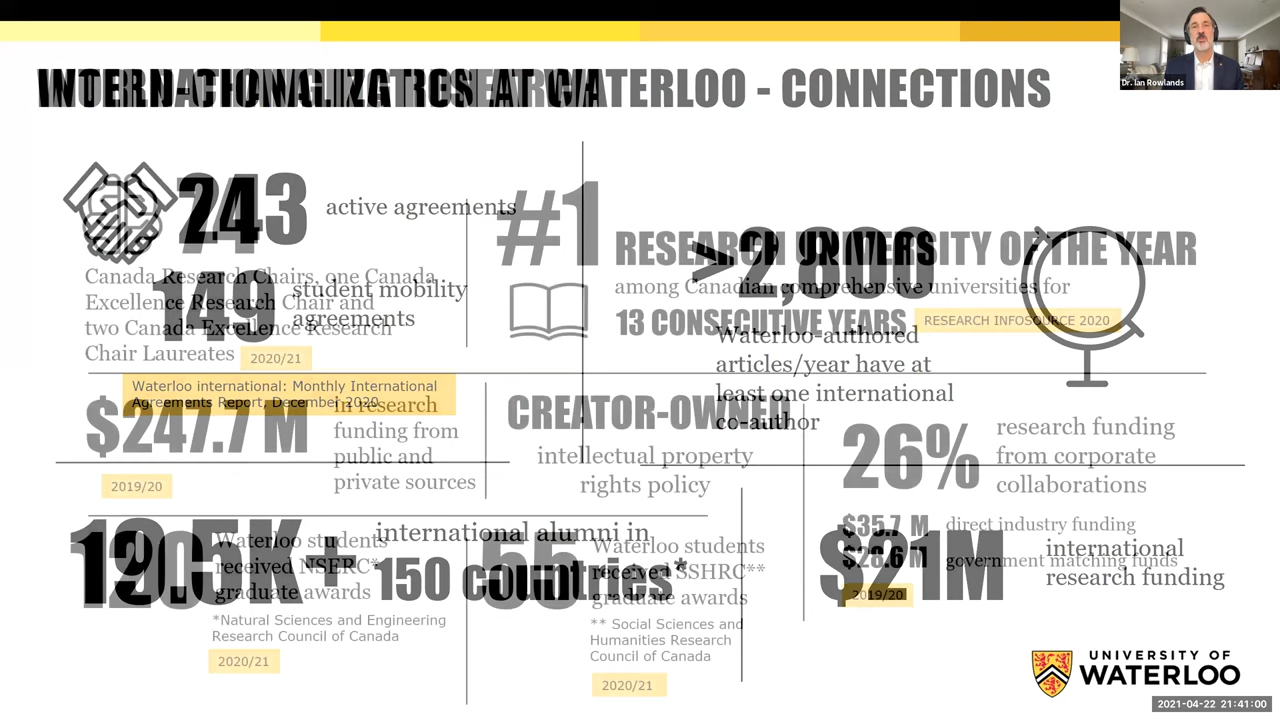 INTERNATIONALIZATION AT WATERLOO - CONNECTIONS
Dr. Ian Rowlands
243
active agreements
149
student mobility
agreements
Waterloo international: Monthly International
Agreements Report, December 2020
>2,800
Waterloo-authored
articles/year have at
least one international
co-author
international alumni in
150 countries
$21M
international
research funding
Canada Research Chairs, one Canada
Excellence Research Chair and
two Canada Excellence Research
Chair Laureates
2020/21
#1
RESEARCH UNIVERSITY OF THE YEAR
among Canadian comprehensive universities for
13 CONSECUTIVE YEARS
RESEARCH INFOSOURCE 2020
$247.7 M
in research
funding from
public and
private sources
2019/20
CREATOR-OWNED
intellectual property
rights policy
26%
research funding
from corporate
collaborations
$35.7 M direct industry funding
$28.6 M government matching funds
2019/20
Waterloo students
received NSERC*
graduate awards
*Natural Sciences and Engineering
Research Council of Canada
2020/21
55
Waterloo students
received SSHRC**
graduate awards
** Social Sciences and
Humanities Research
Council of Canada
2020/21
UNIVERSITY OF
WATERLOO
2021-04-22 21:41:00